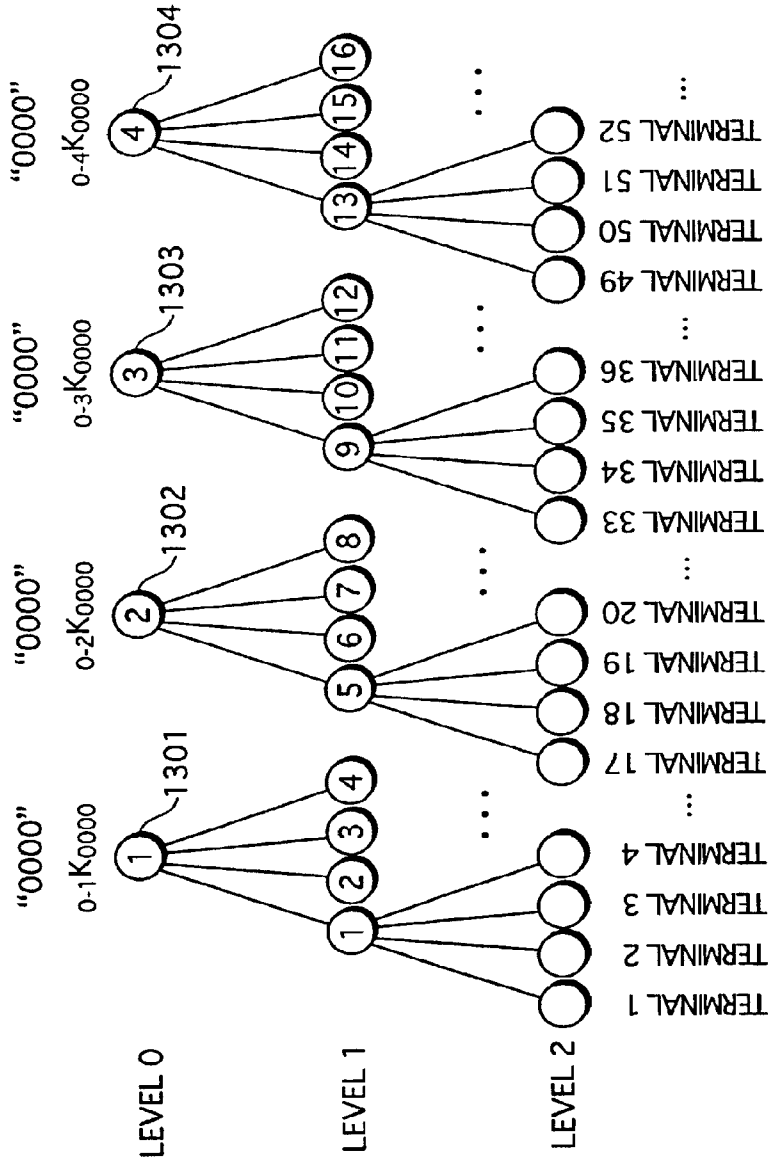 "0000" "0000" "0000" "0000"
0-1K0000 0-2K0000 0-3K0000 0-4K0000
1301 1302 1303 1304
LEVEL 0 1 2 3 4
LEVEL 1 1 2 3 4 5 6 7 8 9 10 11 12 13 14 15 16
... ... ... ...
LEVEL 2
TERMINAL 1 TERMINAL 2 TERMINAL 3 TERMINAL 4 ... TERMINAL 17 TERMINAL 18 TERMINAL 19 TERMINAL 20 ... TERMINAL 33 TERMINAL 34 TERMINAL 35 TERMINAL 36 ... TERMINAL 49 TERMINAL 50 TERMINAL 51 TERMINAL 52 ...